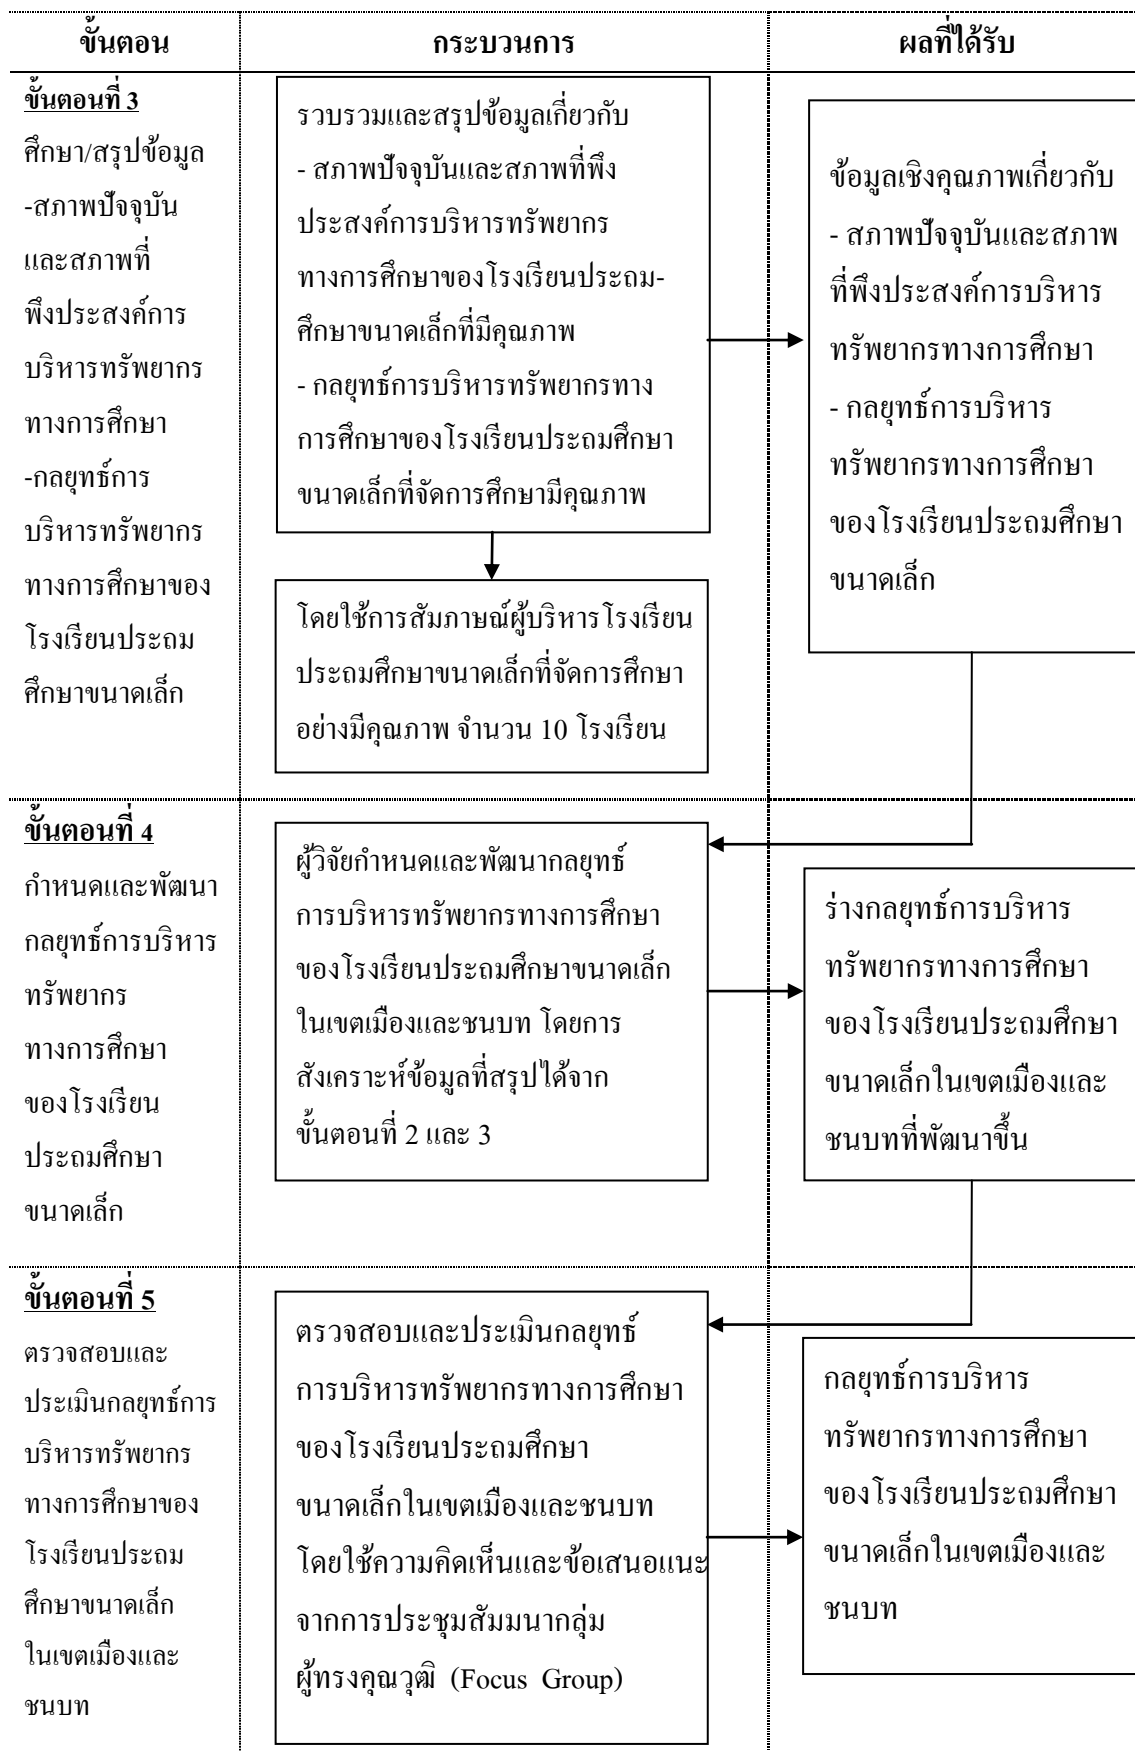 ขั้นตอน
กระบวนการ
ผลที่ได้รับ
ขั้นตอนที่ 3
ศึกษา/สรุปข้อมูล
-สภาพปัจจุบัน
และสภาพที่
พึงประสงค์การ
บริหารทรัพยากร
ทางการศึกษา
-กลยุทธ์การ
บริหารทรัพยากร
ทางการศึกษาของ
โรงเรียนประถม
ศึกษาขนาดเล็ก
รวบรวมและสรุปข้อมูลเกี่ยวกับ
- สภาพปัจจุบันและสภาพที่พึง
ประสงค์การบริหารทรัพยากร
ทางการศึกษาของโรงเรียนประถม-
ศึกษาขนาดเล็กที่มีคุณภาพ
- กลยุทธ์การบริหารทรัพยากรทาง
การศึกษาของโรงเรียนประถมศึกษา
ขนาดเล็กที่จัดการศึกษามีคุณภาพ
โดยใช้การสัมภาษณ์ผู้บริหารโรงเรียน
ประถมศึกษาขนาดเล็กที่จัดการศึกษา
อย่างมีคุณภาพ จำนวน 10 โรงเรียน
ข้อมูลเชิงคุณภาพเกี่ยวกับ
- สภาพปัจจุบันและสภาพ
ที่พึงประสงค์การบริหาร
ทรัพยากรทางการศึกษา
- กลยุทธ์การบริหาร
ทรัพยากรทางการศึกษา
ของโรงเรียนประถมศึกษา
ขนาดเล็ก
ขั้นตอนที่ 4
กำหนดและพัฒนา
กลยุทธ์การบริหาร
ทรัพยากร
ทางการศึกษา
ของโรงเรียน
ประถมศึกษา
ขนาดเล็ก
ผู้วิจัยกำหนดและพัฒนากลยุทธ์
การบริหารทรัพยากรทางการศึกษา
ของโรงเรียนประถมศึกษาขนาดเล็ก
ในเขตเมืองและชนบท โดยการ
สังเคราะห์ข้อมูลที่สรุปได้จาก
ขั้นตอนที่ 2 และ 3
ร่างกลยุทธ์การบริหาร
ทรัพยากรทางการศึกษา
ของโรงเรียนประถมศึกษา
ขนาดเล็กในเขตเมืองและ
ชนบทที่พัฒนาขึ้น
ขั้นตอนที่ 5
ตรวจสอบและ
ประเมินกลยุทธ์การ
บริหารทรัพยากร
ทางการศึกษาของ
โรงเรียนประถม
ศึกษาขนาดเล็ก
ในเขตเมืองและ
ชนบท
ตรวจสอบและประเมินกลยุทธ์
การบริหารทรัพยากรทางการศึกษา
ของโรงเรียนประถมศึกษา
ขนาดเล็กในเขตเมืองและชนบท
โดยใช้ความคิดเห็นและข้อเสนอแนะ
จากการประชุมสัมมนากลุ่ม
ผู้ทรงคุณวุฒิ (Focus Group)
กลยุทธ์การบริหาร
ทรัพยากรทางการศึกษา
ของโรงเรียนประถมศึกษา
ขนาดเล็กในเขตเมืองและ
ชนบท